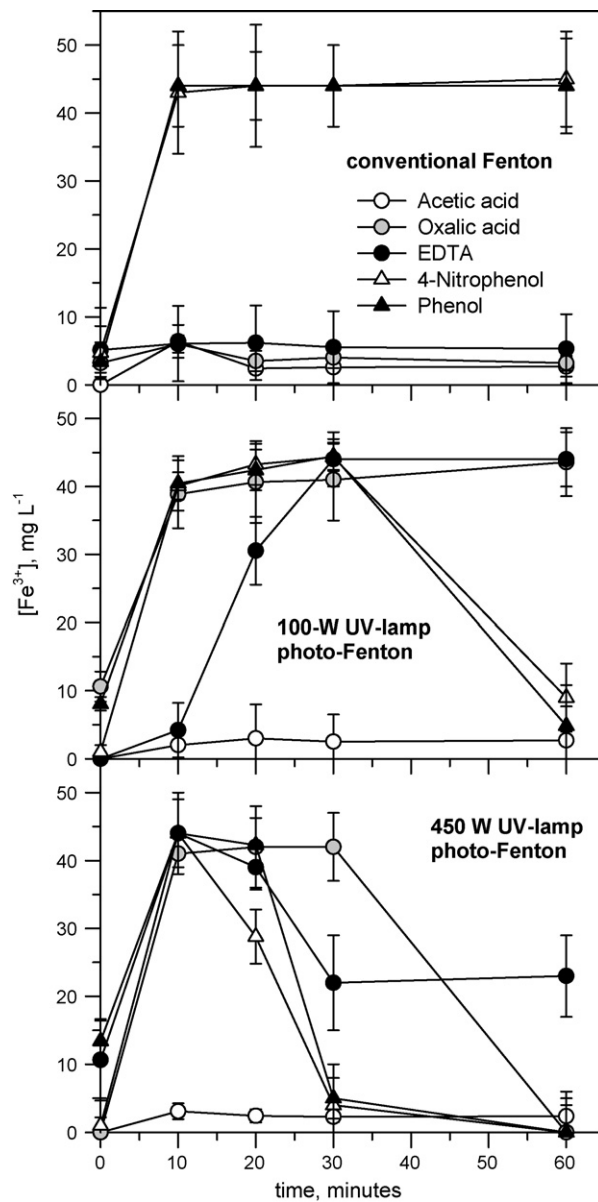 50
40
30
20
10
0
conventional Fenton
Acetic acid
Oxalic acid
EDTA
4-Nitrophenol
Phenol
50
40
30
20
10
0
[Fe³⁺], mg L⁻¹
100-W UV-lamp
photo-Fenton
50
40
30
20
10
0
450 W UV-lamp
photo-Fenton
0 10 20 30 40 50 60
time, minutes